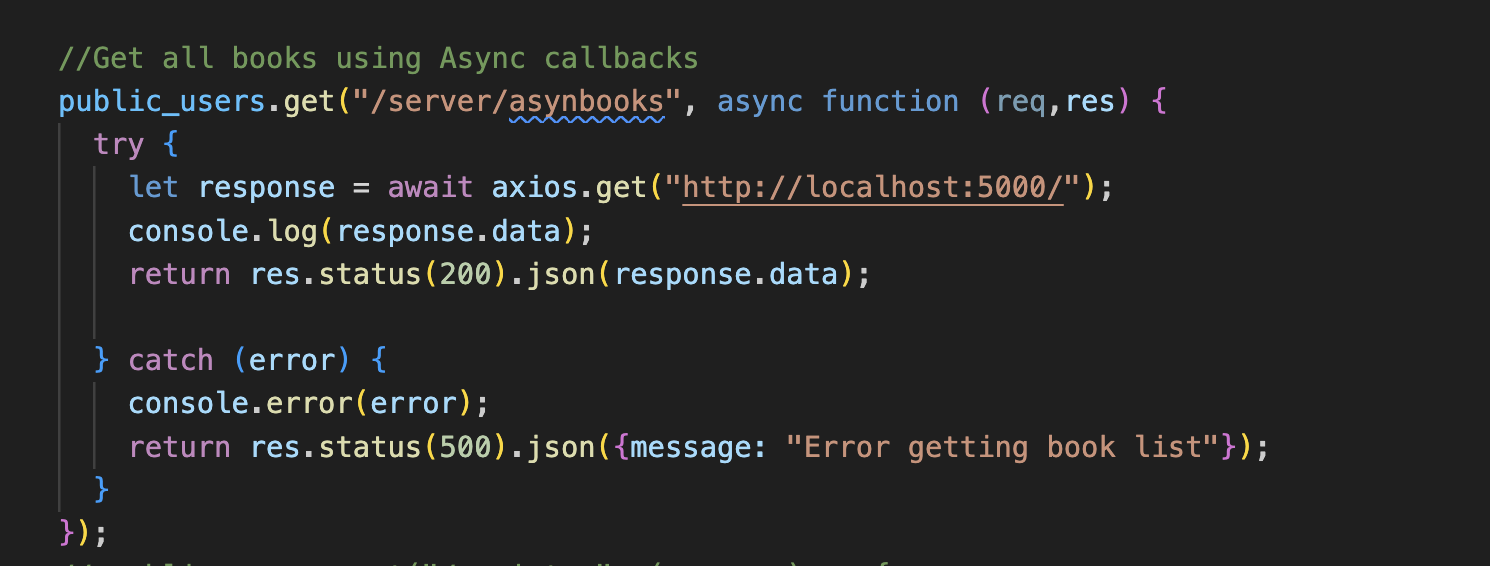 //Get all books using Async callbacks
public_users.get("/server/asynbooks", async function (req,res) {
try {
let response = await axios.get("http://localhost:5000/");
console.log(response.data);
return res.status(200).json(response.data);
} catch (error) {
console.error(error);
return res.status(500).json({message: "Error getting book list"});
}
});